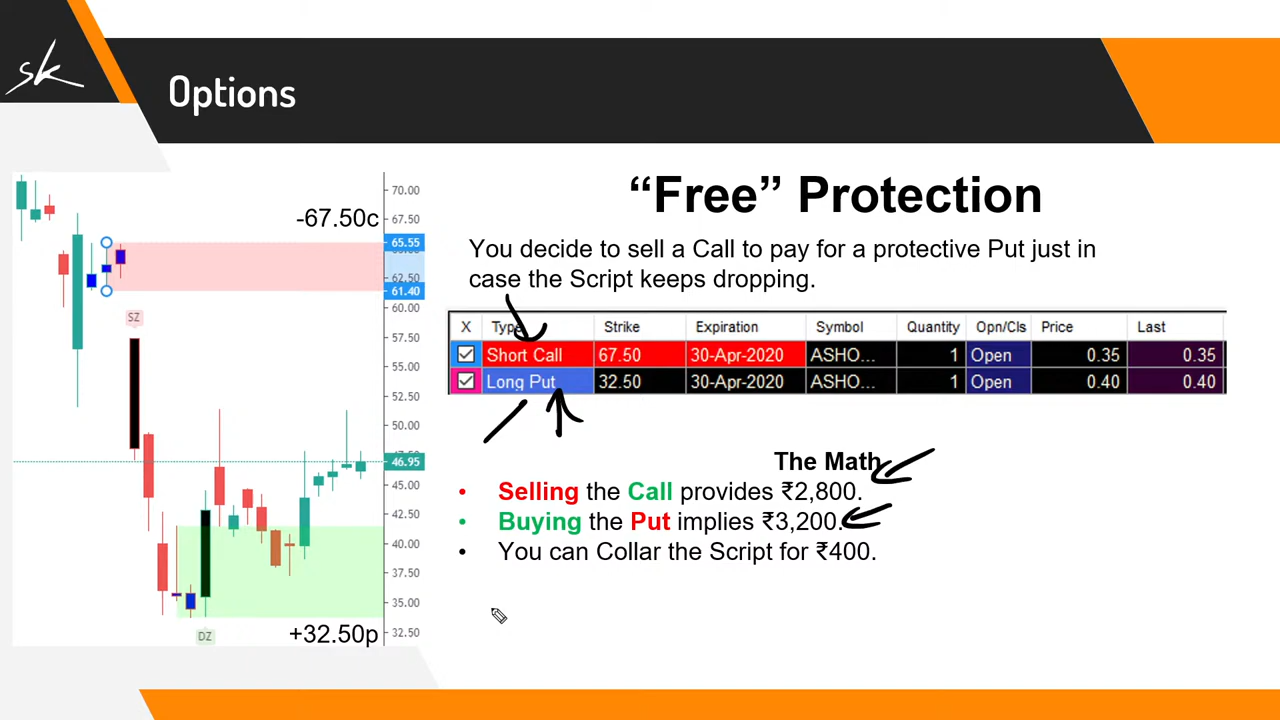 sk
Options
-67.50c
SZ
DZ
+32.50p
70.00
67.50
65.55
62.50
61.40
60.00
57.50
55.00
52.50
50.00
46.95
45.00
42.50
40.00
37.50
35.00
32.50
“Free” Protection
You decide to sell a Call to pay for a protective Put just in
case the Script keeps dropping.
X Type Strike Expiration Symbol Quantity Opn/Cls Price Last
Short Call 67.50 30-Apr-2020 ASHO... 1 Open 0.35 0.35
Long Put 32.50 30-Apr-2020 ASHO... 1 Open 0.40 0.40
The Math
• Selling the Call provides ₹2,800.
• Buying the Put implies ₹3,200.
• You can Collar the Script for ₹400.